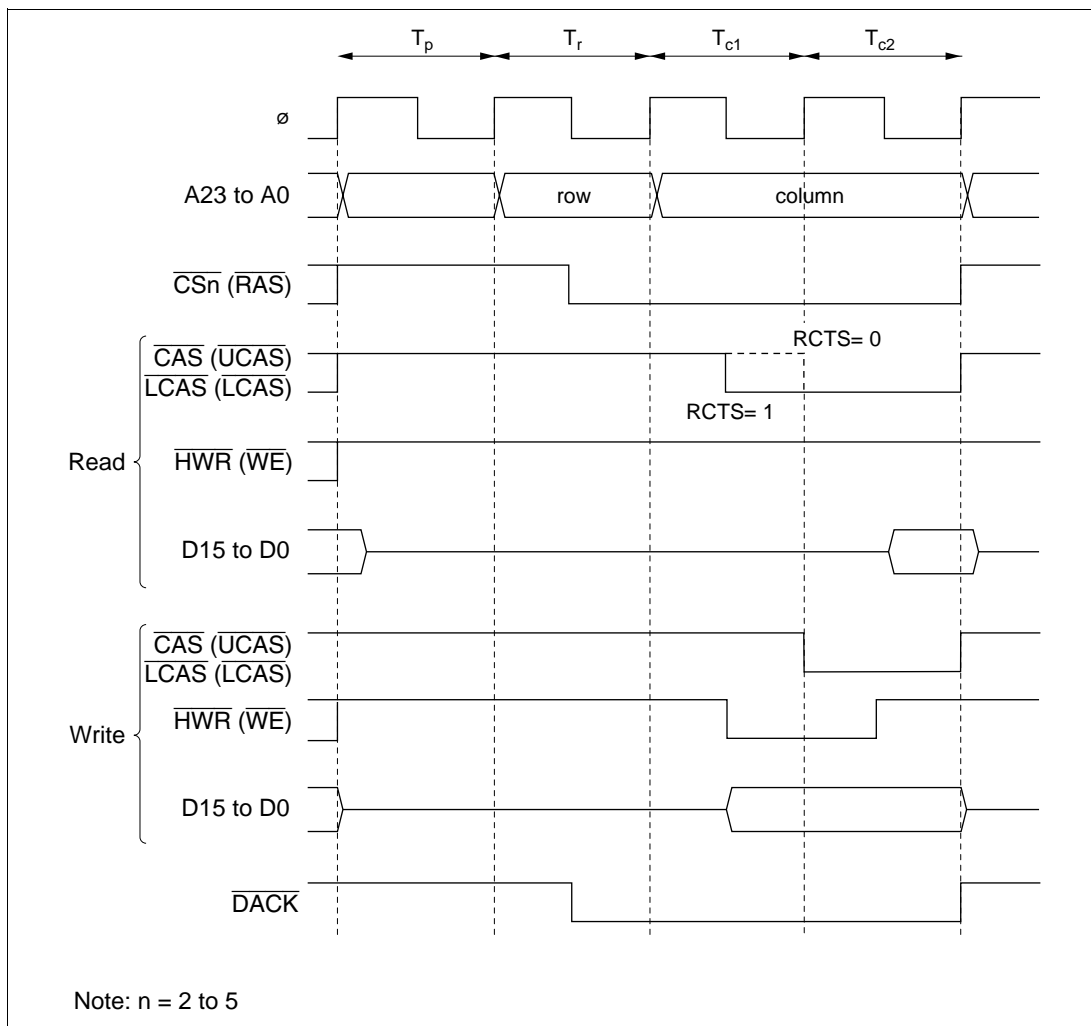 Tp Tr Tc1 Tc2
ø
A23 to A0 row column
CSn (RAS)
RCTS= 0
CAS (UCAS)
LCAS (LCAS)
RCTS= 1
Read HWR (WE)
D15 to D0
CAS (UCAS)
LCAS (LCAS)
HWR (WE)
Write
D15 to D0
DACK
Note: n = 2 to 5